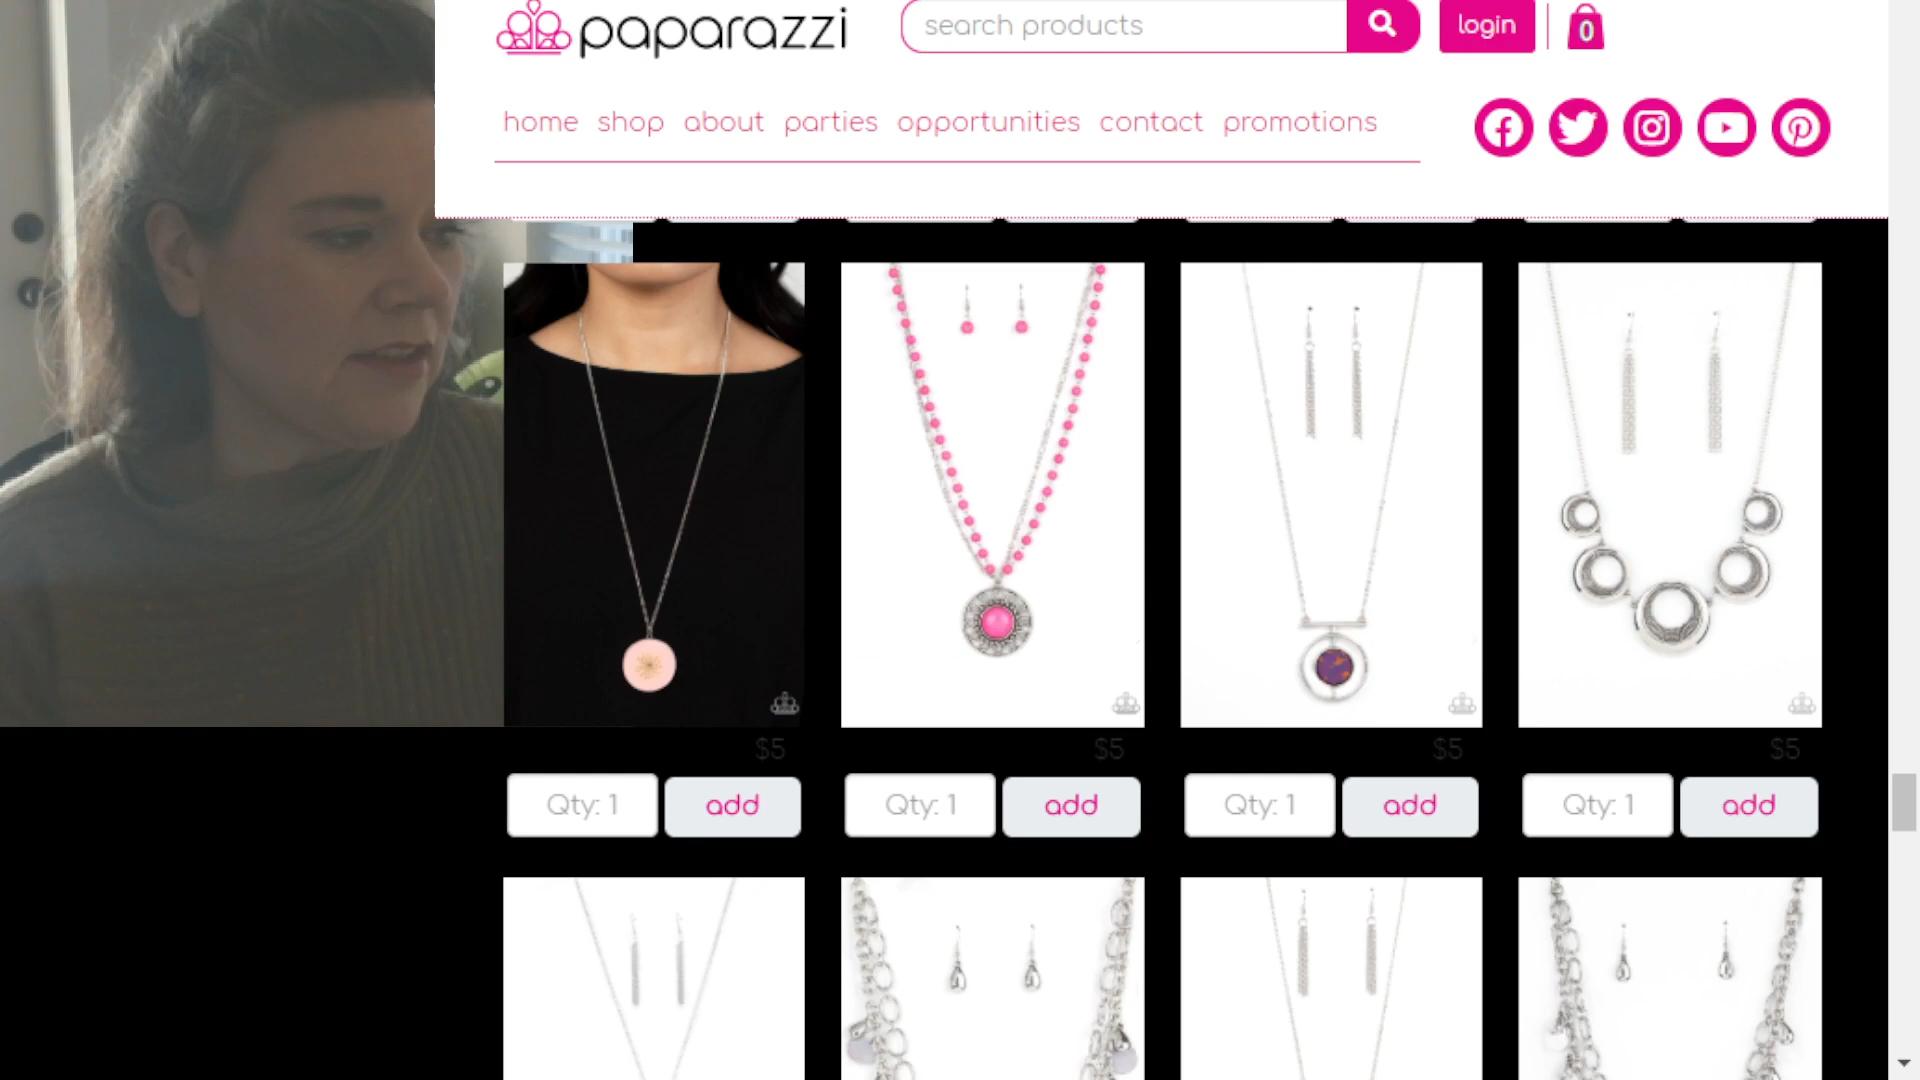 paparazzi
search products
login
0
home shop about parties opportunities contact promotions
$5 $5 $5 $5
Qty: 1 add Qty: 1 add Qty: 1 add Qty: 1 add